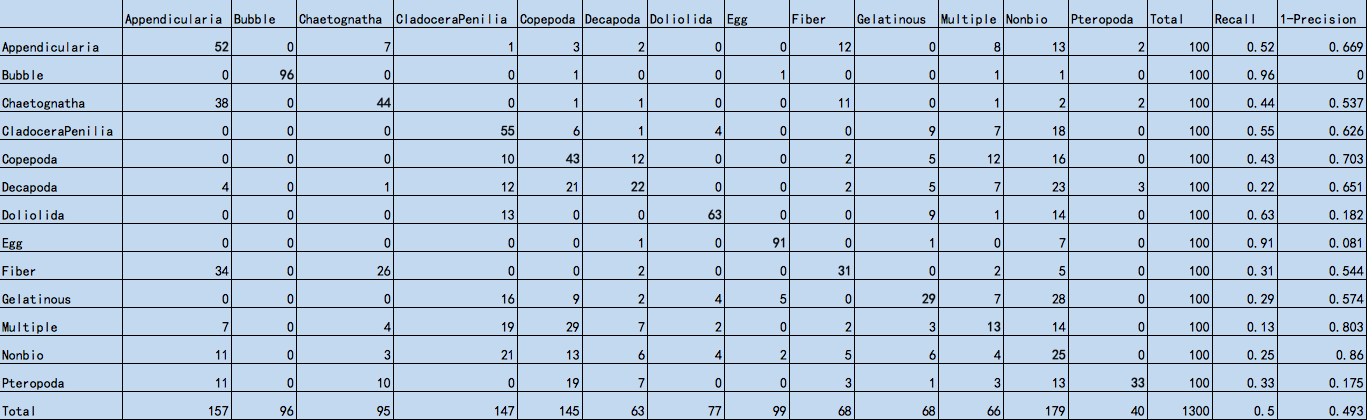 Appendicularia Bubble Chaetognatha CladoceraPenilia Copepoda Decapoda Doliolida Egg Fiber Gelatinous Multiple Nonbio Pteropoda Total Recall 1-Precision
Appendicularia 52 0 7 1 3 2 0 0 12 0 8 13 2 100 0.52 0.669
Bubble 0 96 0 0 1 0 0 1 0 0 1 1 0 100 0.96 0
Chaetognatha 38 0 44 0 1 1 0 0 11 0 1 2 2 100 0.44 0.537
CladoceraPenilia 0 0 0 55 6 1 4 0 0 9 7 18 0 100 0.55 0.626
Copepoda 0 0 0 10 43 12 0 0 2 5 12 16 0 100 0.43 0.703
Decapoda 4 0 1 12 21 22 0 0 2 5 7 23 3 100 0.22 0.651
Doliolida 0 0 0 13 0 0 63 0 0 9 1 14 0 100 0.63 0.182
Egg 0 0 0 0 0 1 0 91 0 1 0 7 0 100 0.91 0.081
Fiber 34 0 26 0 0 2 0 0 31 0 2 5 0 100 0.31 0.544
Gelatinous 0 0 0 16 9 2 4 5 0 29 7 28 0 100 0.29 0.574
Multiple 7 0 4 19 29 7 2 0 2 3 13 14 0 100 0.13 0.803
Nonbio 11 0 3 21 13 6 4 2 5 6 4 25 0 100 0.25 0.86
Pteropoda 11 0 10 0 19 7 0 0 3 1 3 13 33 100 0.33 0.175
Total 157 96 95 147 145 63 77 99 68 68 66 179 40 1300 0.5 0.493